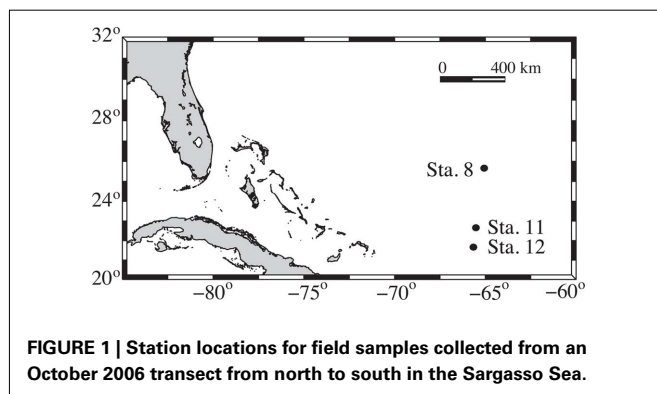 32°
28°
24°
20°
0 400 km
Sta. 8
Sta. 11
Sta. 12
−80° −75° −70° −65° −60°
FIGURE 1 | Station locations for field samples collected from an
October 2006 transect from north to south in the Sargasso Sea.